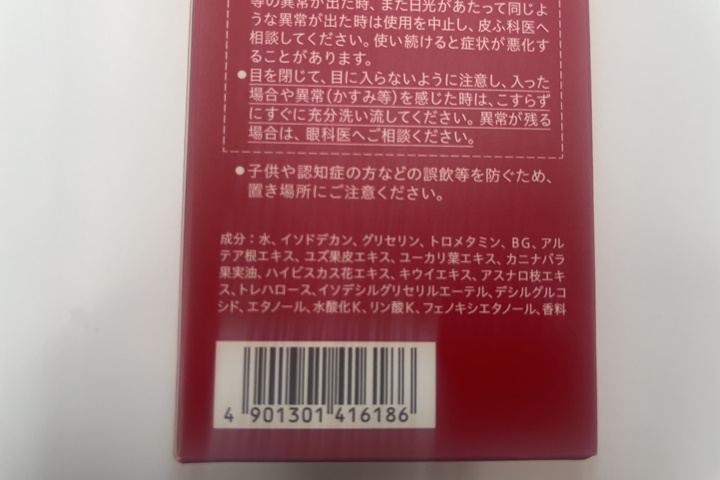 等の異常が出た時、また日光があたって同じよ
うな異常が出た時は使用を中止し、皮ふ科医へ
相談してください。使い続けると症状が悪化す
ることがあります。
●目を閉じて、目に入らないように注意し、入った
場合や異常(かすみ等)を感じた時は、こすらず
にすぐに充分洗い流してください。異常が残る
場合は、眼科医へご相談ください。
●子供や認知症の方などの誤飲等を防ぐため、
置き場所にご注意ください。
成分:水、イソドデカン、グリセリン、トロメタミン、BG、アル
テア根エキス、ユズ果皮エキス、ユーカリ葉エキス、カニナバラ
果実油、ハイビスカス花エキス、キウイエキス、アスナロ枝エキ
ス、トレハロース、イソデシルグリセリルエーテル、デシルグルコ
シド、エタノール、水酸化K、リン酸K、フェノキシエタノール、香料
4 901301 416186